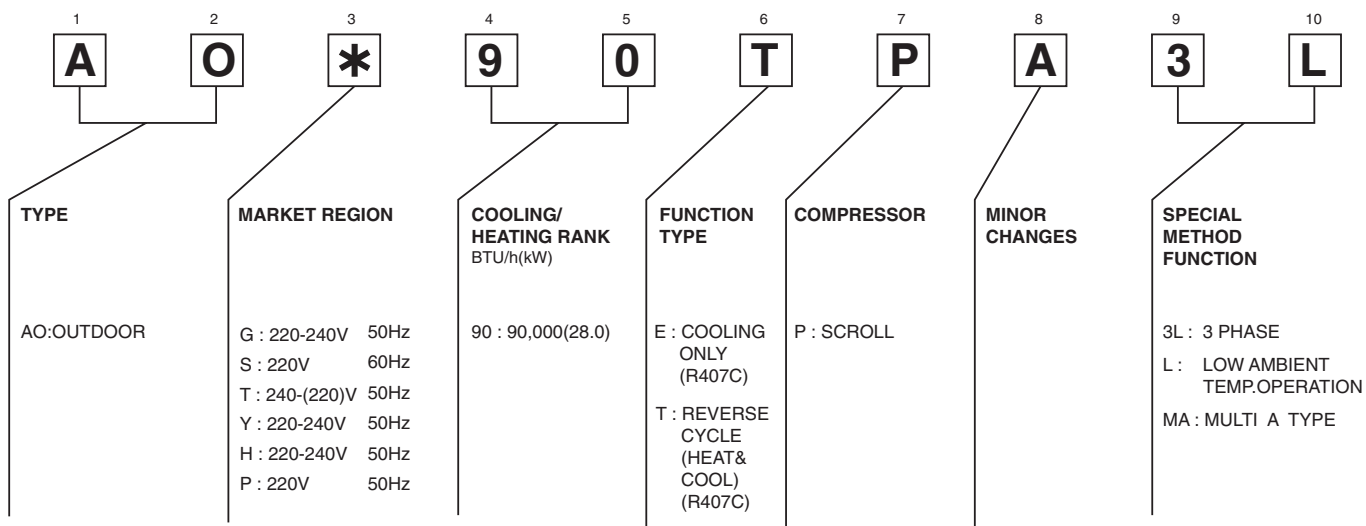 1 2 3 4 5 6 7 8 9 10
A O * 9 0 T P A 3 L
TYPE
AO:OUTDOOR
MARKET REGION
G : 220-240V 50Hz
S : 220V 60Hz
T : 240-(220)V 50Hz
Y : 220-240V 50Hz
H : 220-240V 50Hz
P : 220V 50Hz
COOLING/
HEATING RANK
BTU/h(kW)
90 : 90,000(28.0)
FUNCTION
TYPE
E : COOLING
ONLY
(R407C)
T : REVERSE
CYCLE
(HEAT&
COOL)
(R407C)
COMPRESSOR
P : SCROLL
MINOR
CHANGES
SPECIAL
METHOD
FUNCTION
3L : 3 PHASE
L : LOW AMBIENT
TEMP.OPERATION
MA : MULTI A TYPE